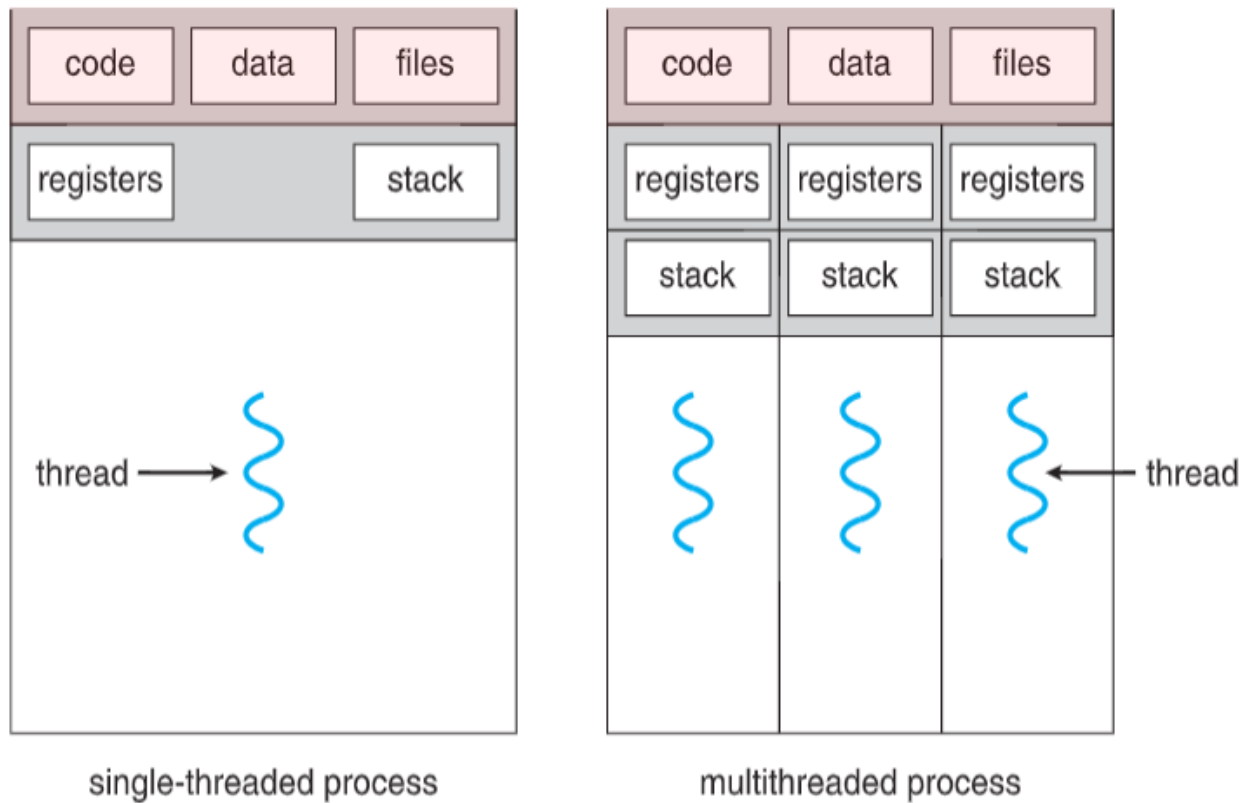 code data files
registers stack
thread
single-threaded process
code data files
registers registers registers
stack stack stack
thread
multithreaded process